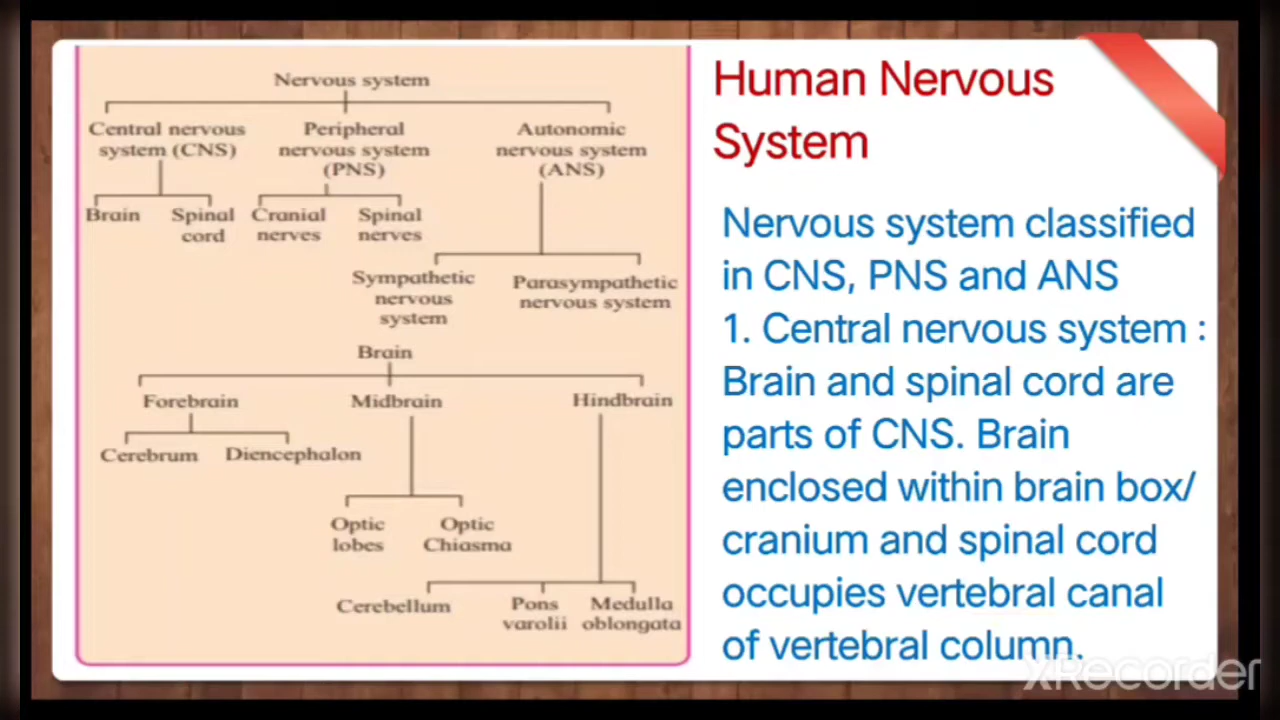 Nervous system
Central nervous system (CNS)
Peripheral nervous system (PNS)
Autonomic nervous system (ANS)
Brain
Spinal cord
Cranial nerves
Spinal nerves
Sympathetic nervous system
Parasympathetic nervous system
Brain
Forebrain
Midbrain
Hindbrain
Cerebrum
Diencephalon
Optic lobes
Optic Chiasma
Cerebellum
Pons varolii
Medulla oblongata
Human Nervous
System
Nervous system classified
in CNS, PNS and ANS
1. Central nervous system :
Brain and spinal cord are
parts of CNS. Brain
enclosed within brain box/
cranium and spinal cord
occupies vertebral canal
of vertebral column.
XRecorder